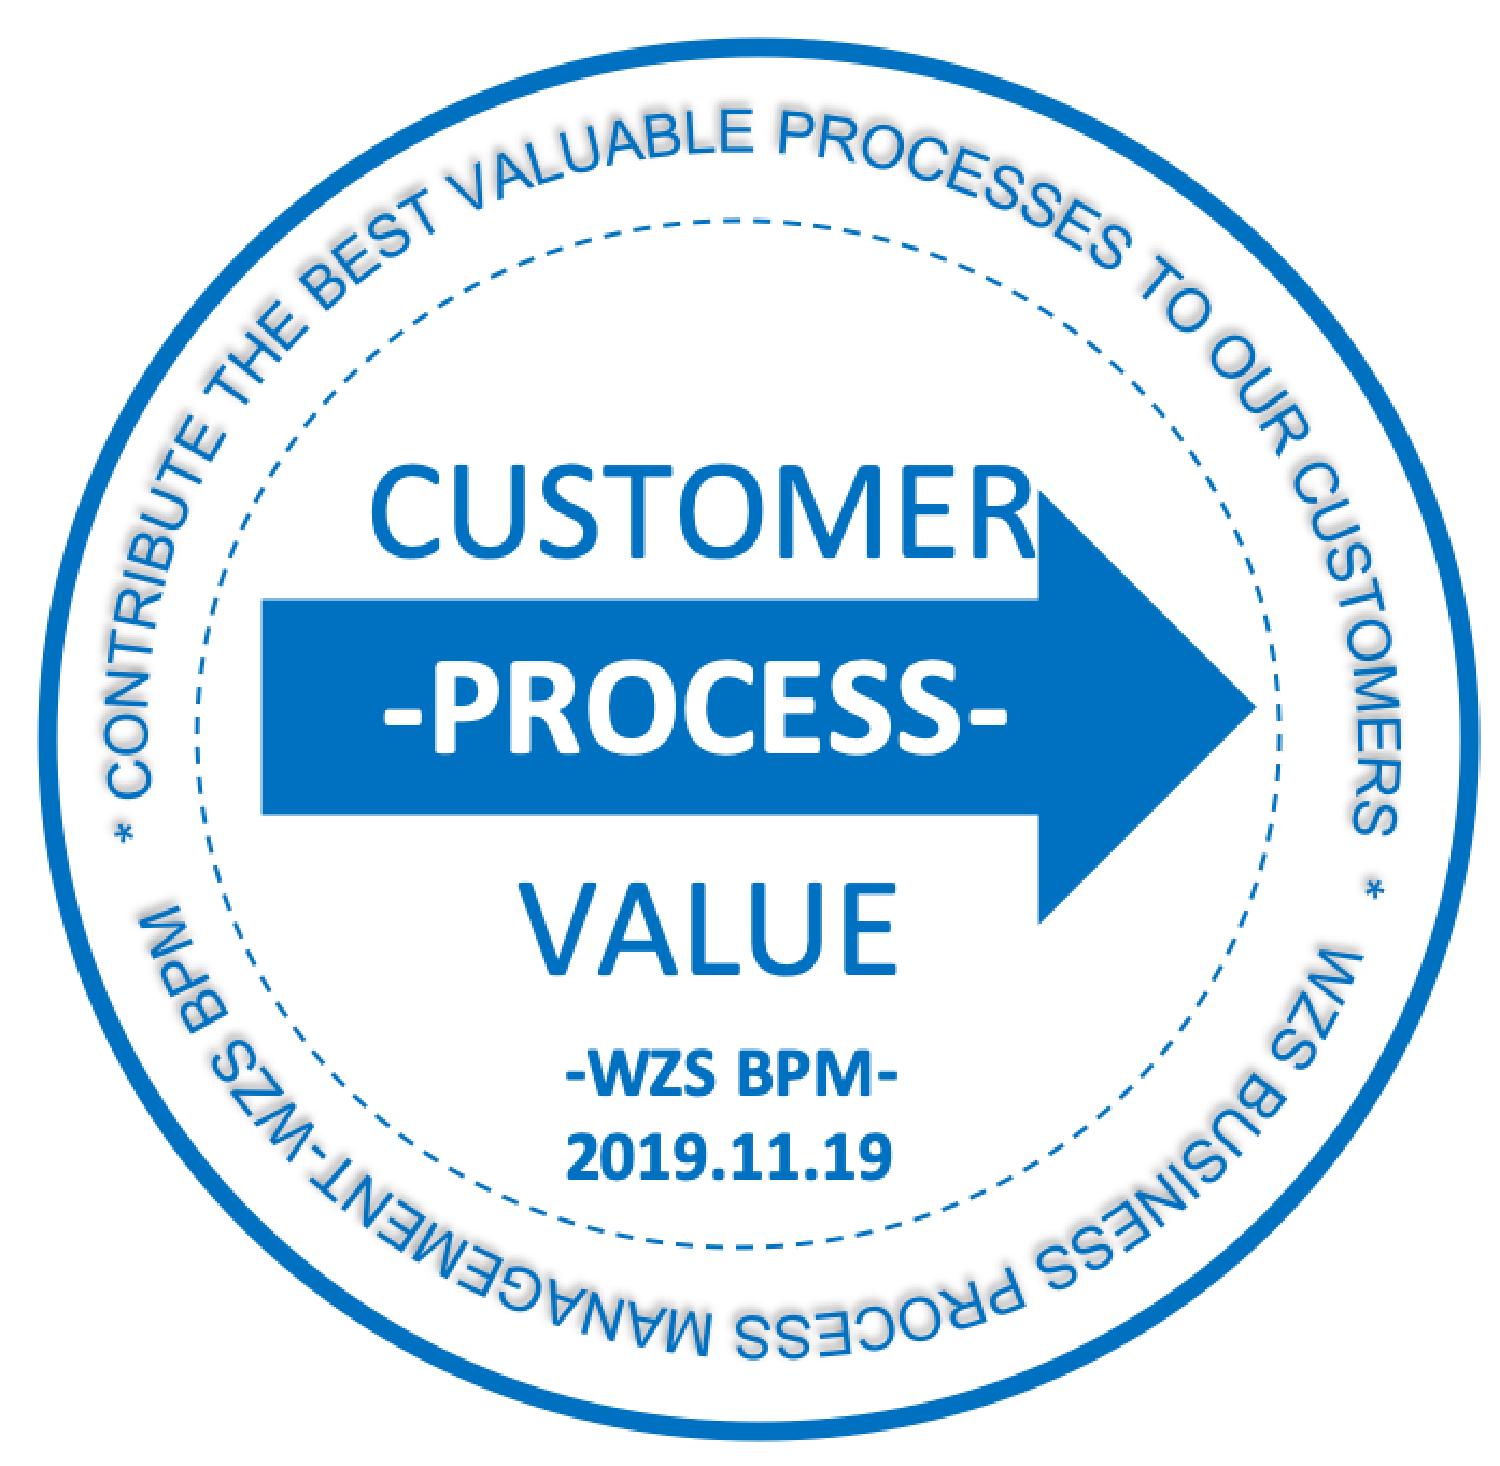 * CONTRIBUTE THE BEST VALUABLE PROCESSES TO OUR CUSTOMERS *
WZS BUSINESS PROCESS MANAGEMENT-WZS BPM
CUSTOMER
-PROCESS-
VALUE
-WZS BPM-
2019.11.19